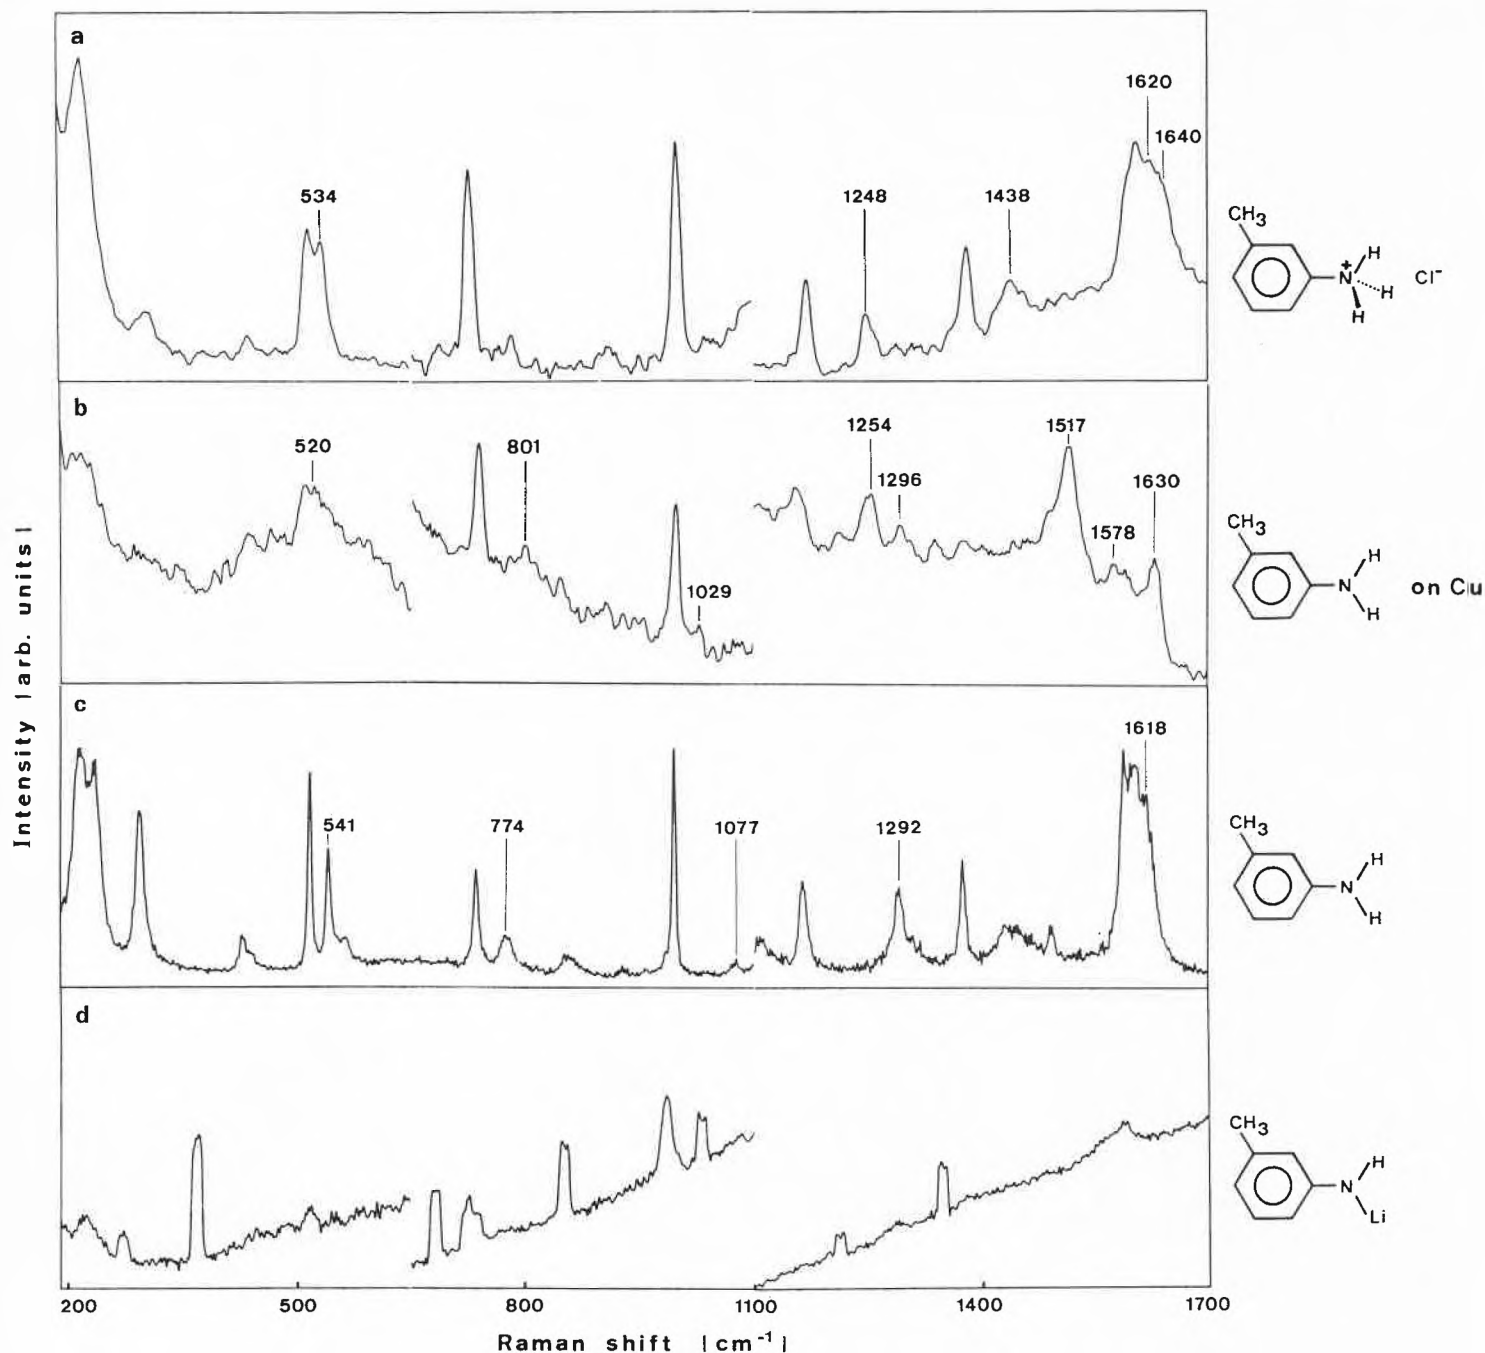 a
1620
1640
534
1248
1438
CH3
N + H
H
H
Cl⁻
b
520
801
1029
1254
1296
1517
1578
1630
CH3
N H
H
on Cu
c
541
774
1077
1292
1618
CH3
N H
H
d
CH3
N H
Li
Intensity |arb. units|
200 500 800 1100 1400 1700
Raman shift |cm⁻¹|